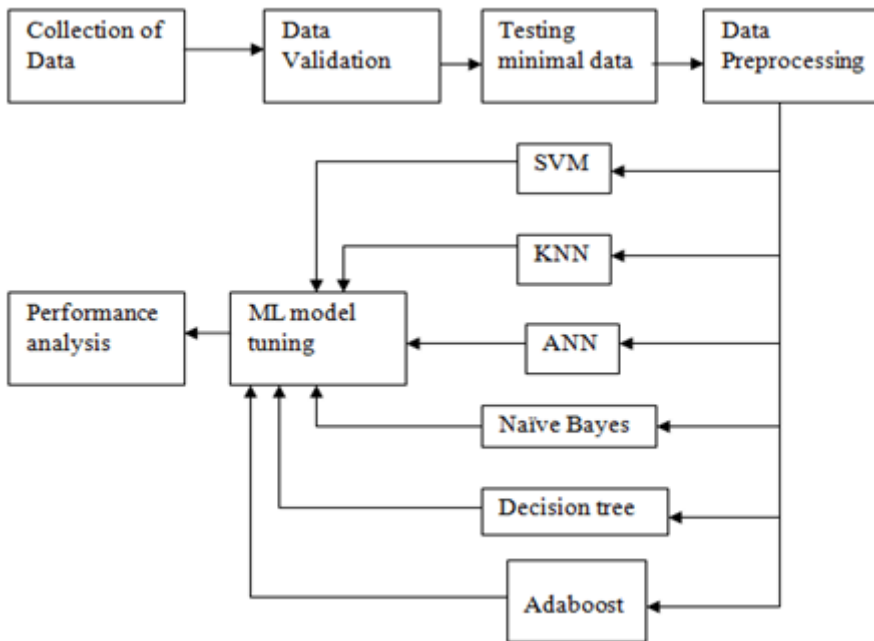 Collection of
Data
Data
Validation
Testing
minimal data
Data
Preprocessing
SVM
KNN
Performance
analysis
ML model
tuning
ANN
Naïve Bayes
Decision tree
Adaboost